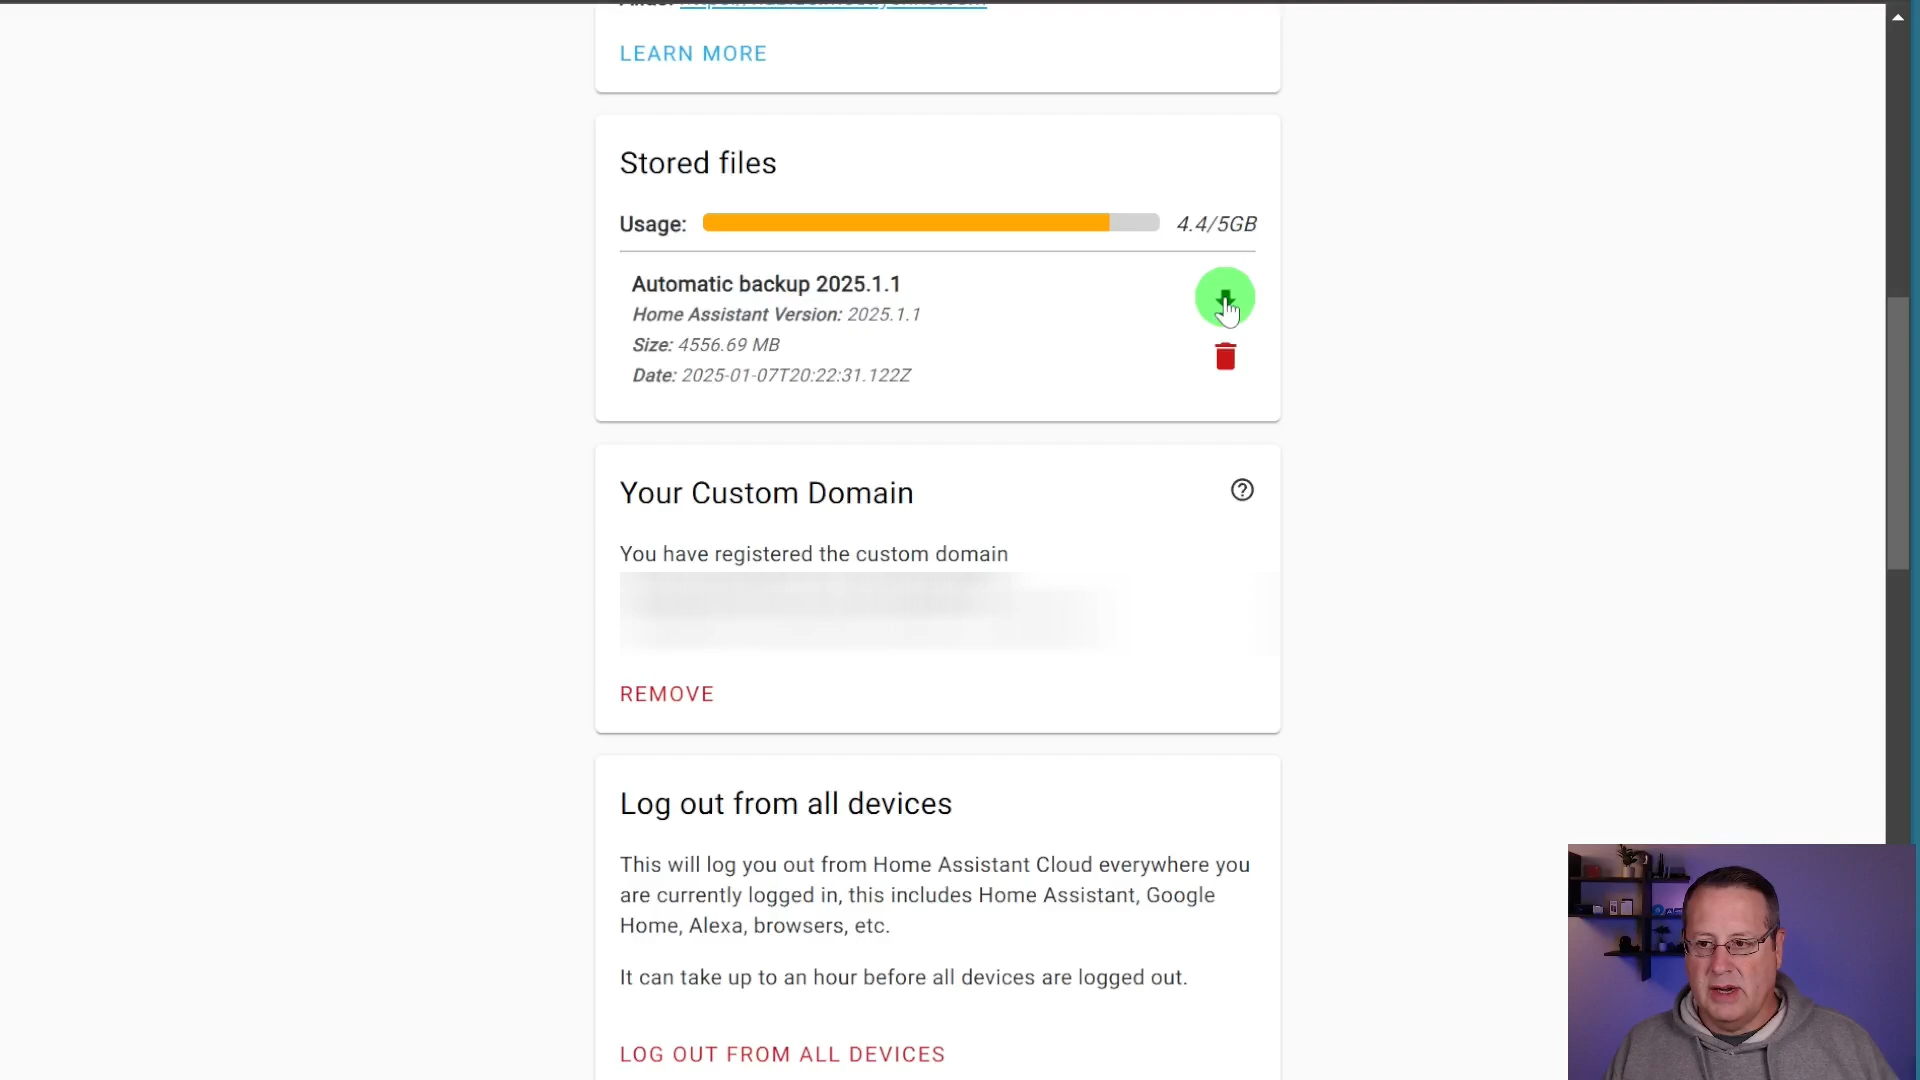 LEARN MORE
Stored files
Usage: 4.4/5GB
Automatic backup 2025.1.1
Home Assistant Version: 2025.1.1
Size: 4556.69 MB
Date: 2025-01-07T20:22:31.122Z
Your Custom Domain
You have registered the custom domain
REMOVE
Log out from all devices
This will log you out from Home Assistant Cloud everywhere you
are currently logged in, this includes Home Assistant, Google
Home, Alexa, browsers, etc.
It can take up to an hour before all devices are logged out.
LOG OUT FROM ALL DEVICES